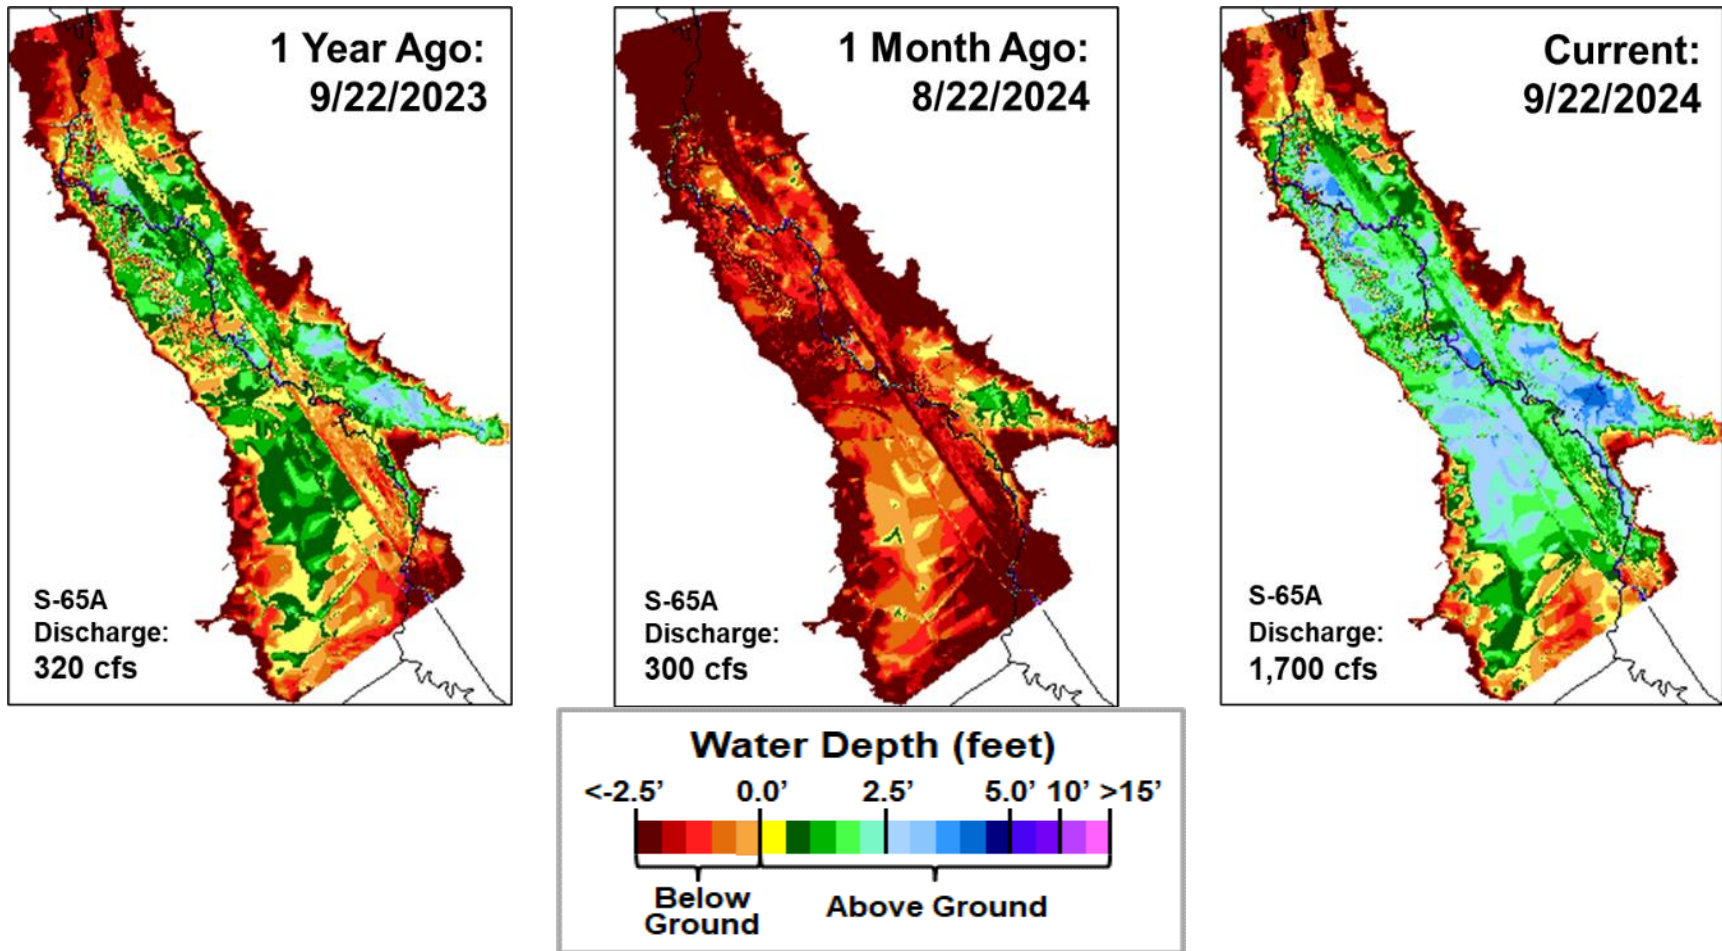 1 Year Ago:
9/22/2023
S-65A
Discharge:
320 cfs
1 Month Ago:
8/22/2024
S-65A
Discharge:
300 cfs
Current:
9/22/2024
S-65A
Discharge:
1,700 cfs
Water Depth (feet)
<-2.5’ 0.0’ 2.5’ 5.0’ 10’ >15’
Below
Ground
Above Ground